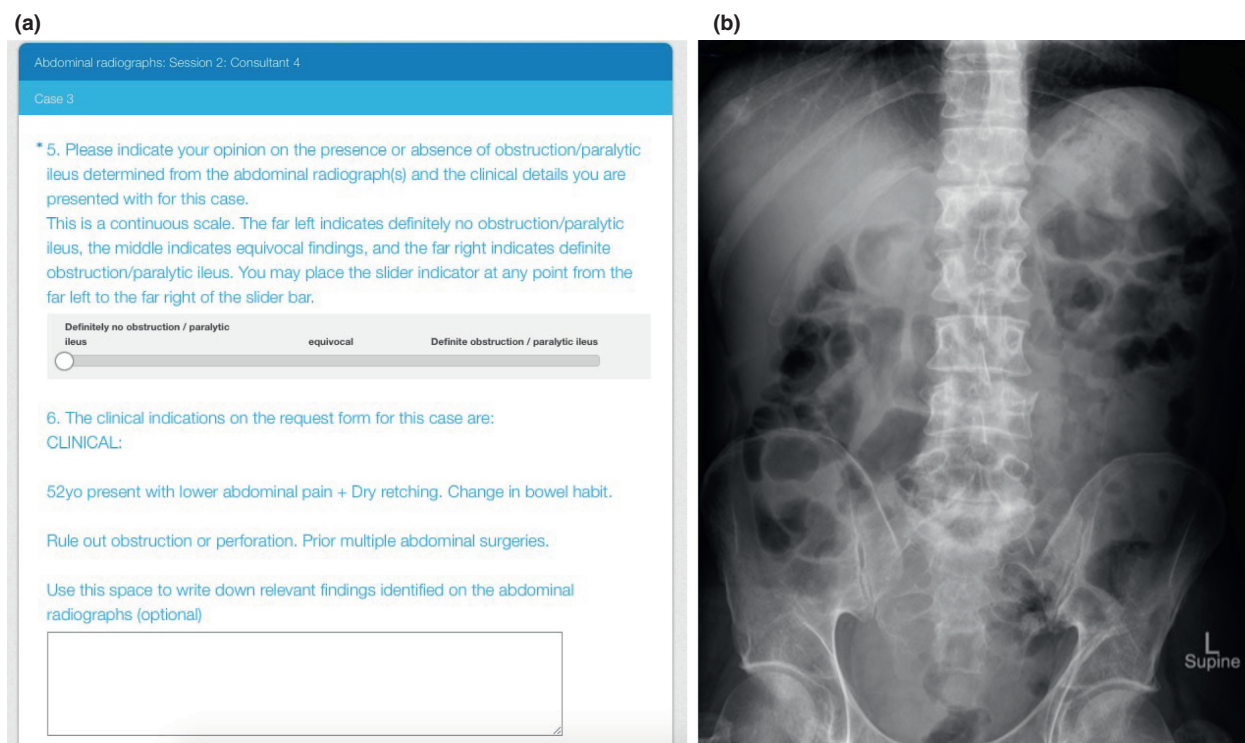 (a)
Abdominal radiographs: Session 2: Consultant 4
Case 3
* 5. Please indicate your opinion on the presence or absence of obstruction/paralytic
ileus determined from the abdominal radiograph(s) and the clinical details you are
presented with for this case.
This is a continuous scale. The far left indicates definitely no obstruction/paralytic
ileus, the middle indicates equivocal findings, and the far right indicates definite
obstruction/paralytic ileus. You may place the slider indicator at any point from the
far left to the far right of the slider bar.
Definitely no obstruction / paralytic
ileus equivocal Definite obstruction / paralytic ileus
6. The clinical indications on the request form for this case are:
CLINICAL:
52yo present with lower abdominal pain + Dry retching. Change in bowel habit.
Rule out obstruction or perforation. Prior multiple abdominal surgeries.
Use this space to write down relevant findings identified on the abdominal
radiographs (optional)
(b)
L
Supine